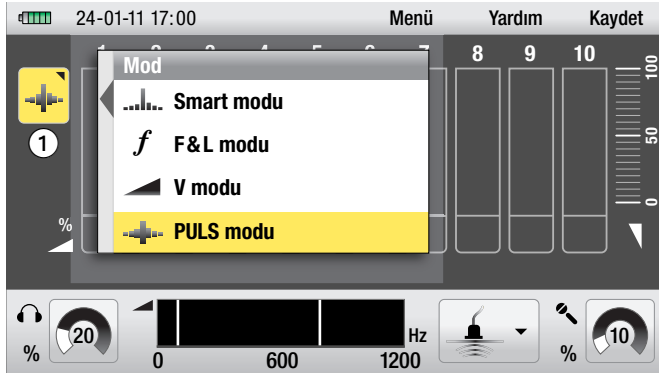 24-01-11 17:00 Menü Yardım Kaydet
8 9 10
Mod
Smart modu
f F&L modu
V modu
PULS modu
1
100
50
0
%
20
%
Hz
0 600 1200
10
%